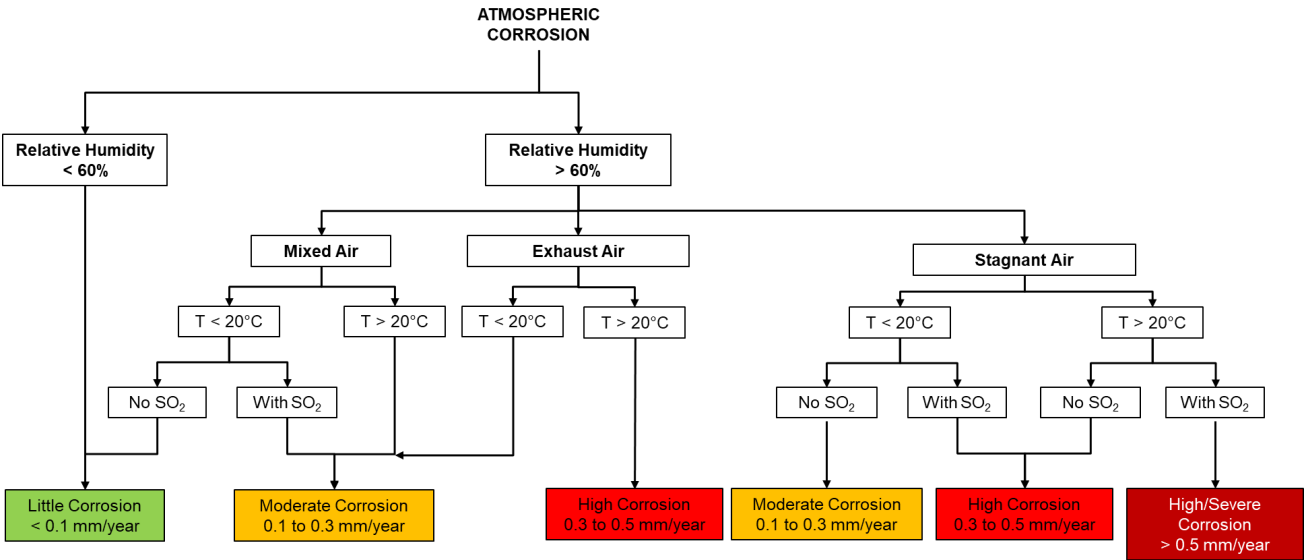 ATMOSPHERIC
CORROSION
Relative Humidity
< 60%
Relative Humidity
> 60%
Mixed Air
Exhaust Air
Stagnant Air
T < 20°C
T > 20°C
T < 20°C
T > 20°C
T < 20°C
T > 20°C
No SO₂
With SO₂
No SO₂
With SO₂
No SO₂
With SO₂
Little Corrosion
< 0.1 mm/year
Moderate Corrosion
0.1 to 0.3 mm/year
High Corrosion
0.3 to 0.5 mm/year
Moderate Corrosion
0.1 to 0.3 mm/year
High Corrosion
0.3 to 0.5 mm/year
High/Severe
Corrosion
> 0.5 mm/year